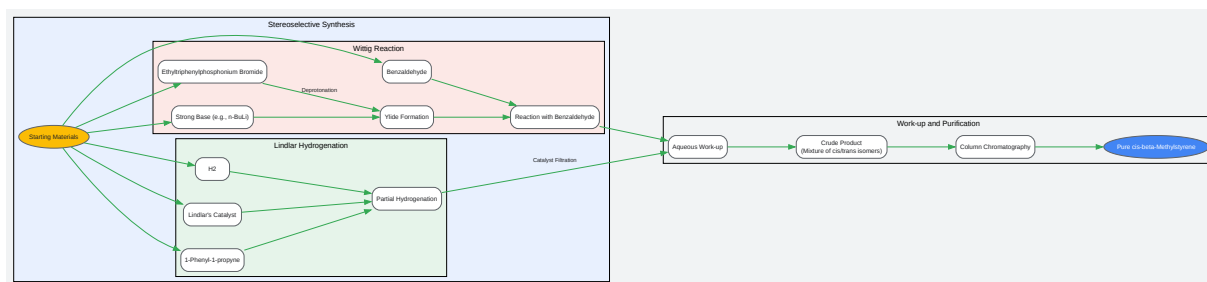 Stereoselective Synthesis
Wittig Reaction
Ethyltriphenylphosphonium Bromide
Benzaldehyde
Deprotonation
Strong Base (e.g., n-BuLi)
Ylide Formation
Reaction with Benzaldehyde
Starting Materials
Lindlar Hydrogenation
H2
Lindlar's Catalyst
1-Phenyl-1-propyne
Partial Hydrogenation
Catalyst Filtration
Work-up and Purification
Aqueous Work-up
Crude Product
(Mixture of cis/trans isomers)
Column Chromatography
Pure cis-beta-Methylstyrene